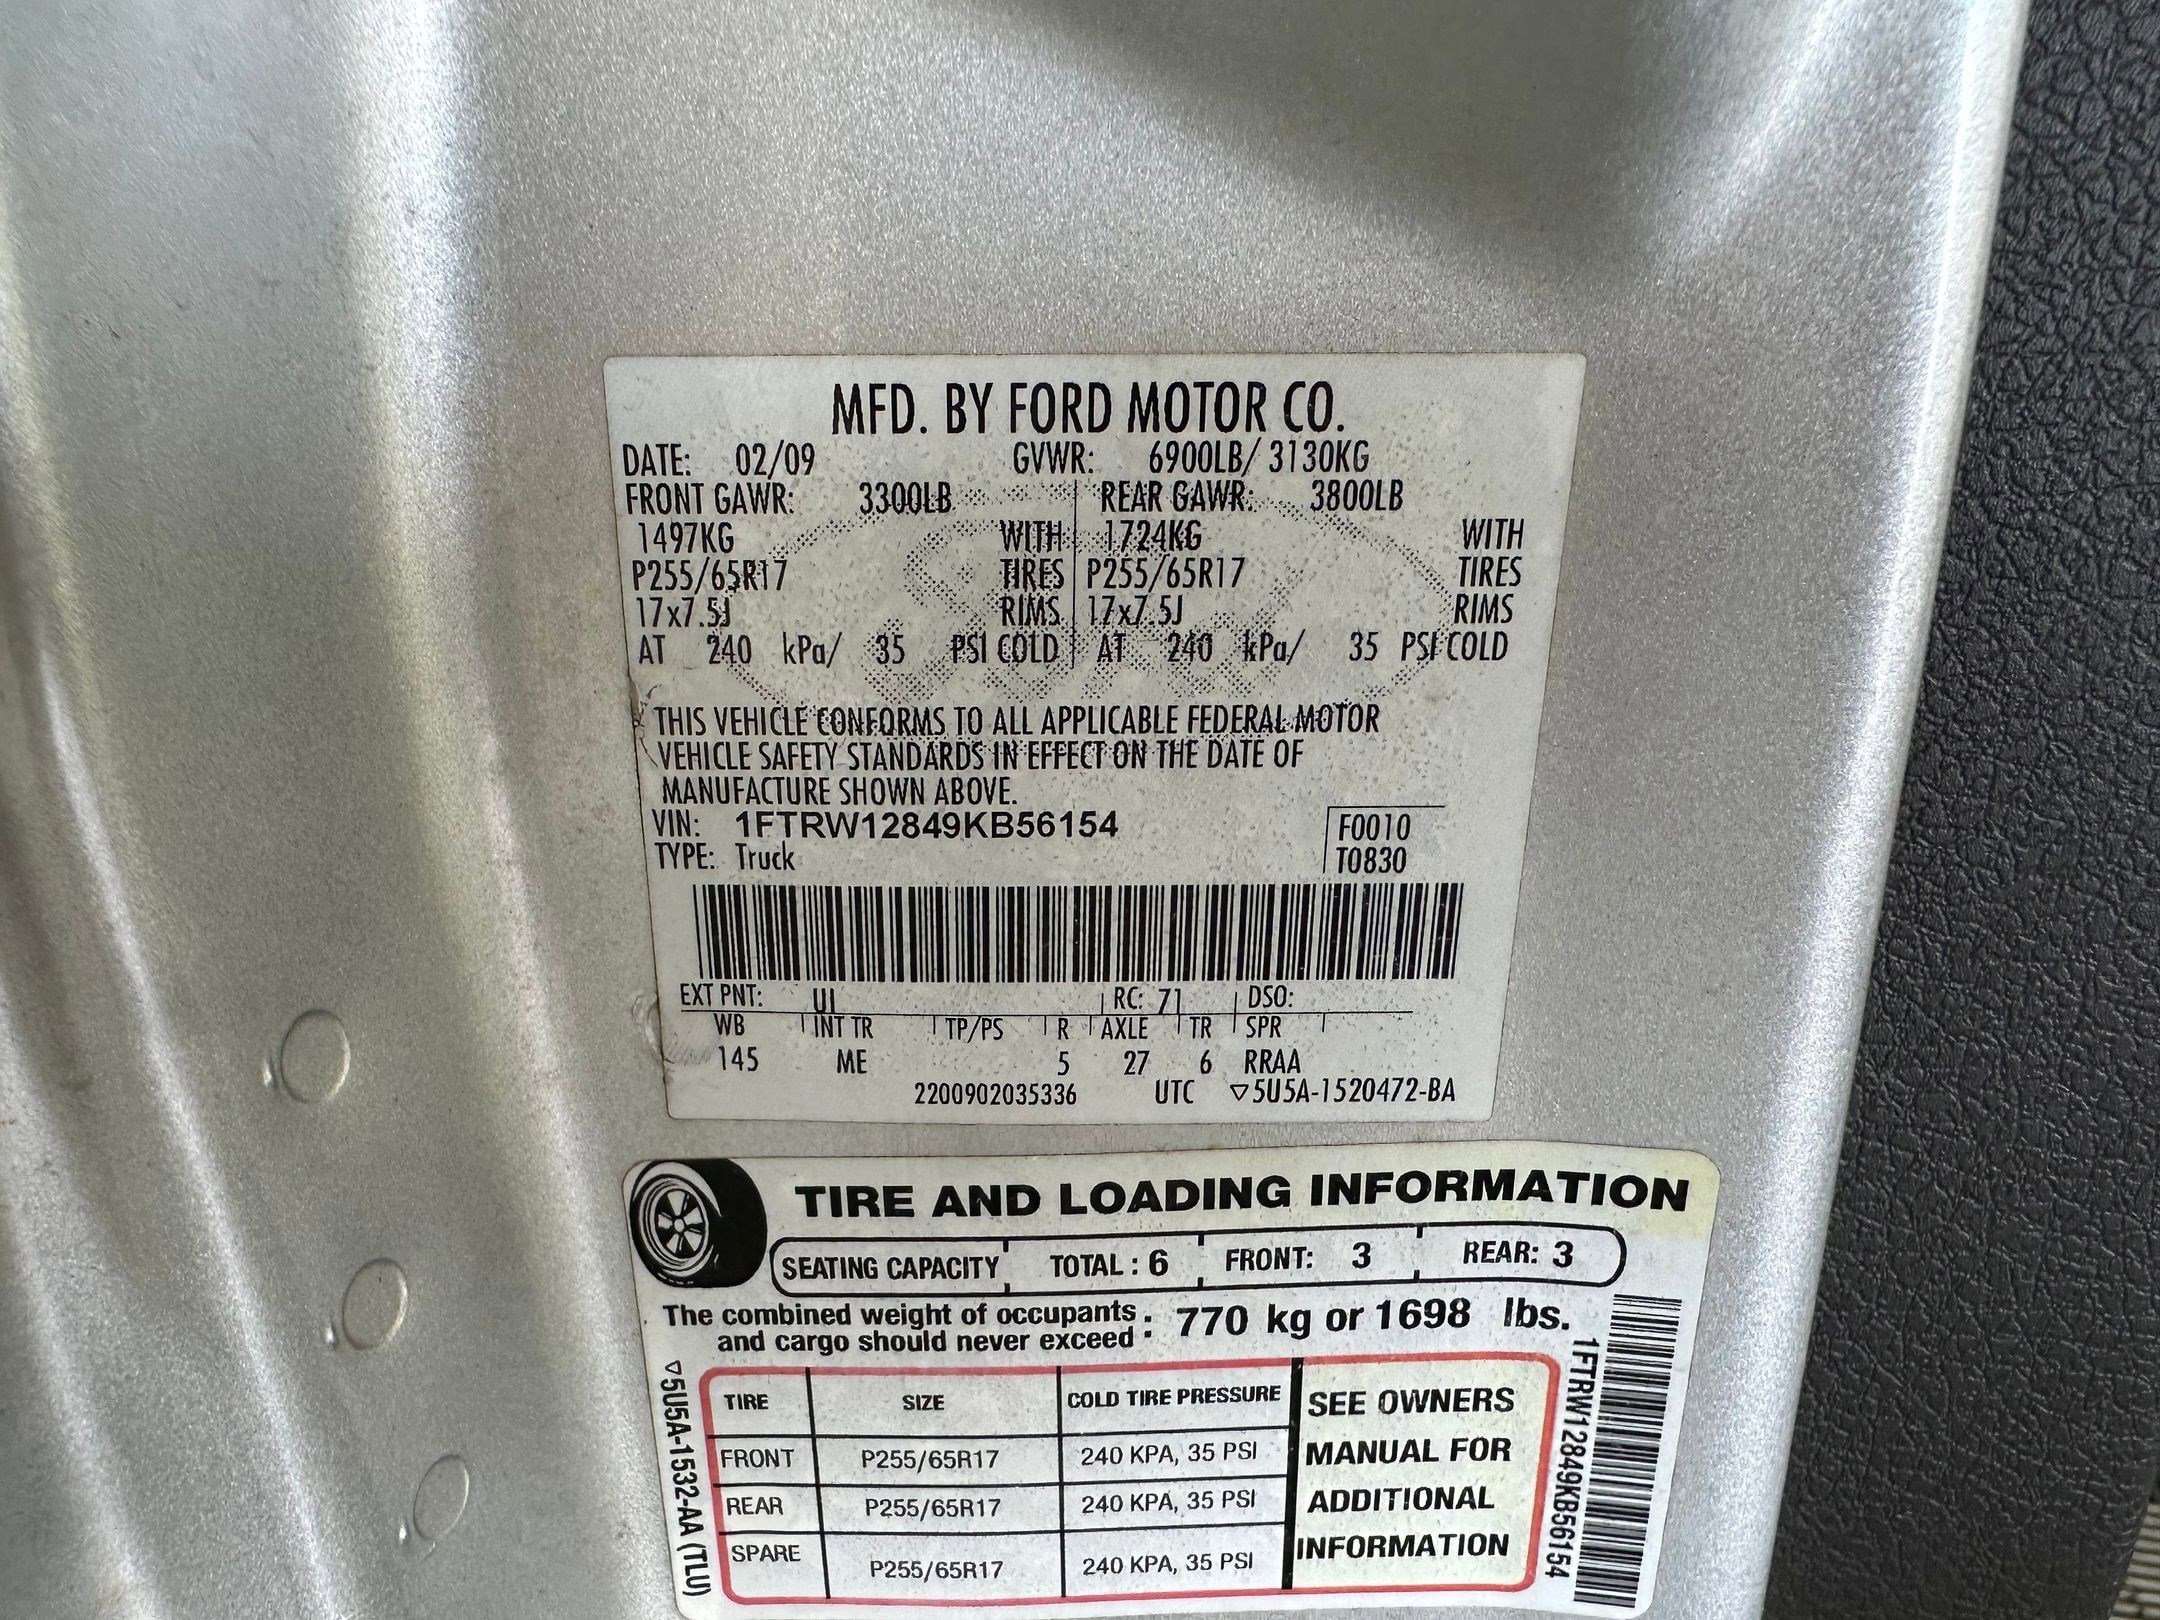 MFD. BY FORD MOTOR CO.
DATE: 02/09 GVWR: 6900LB/ 3130KG
FRONT GAWR: 3300LB REAR GAWR: 3800LB
1497KG WITH 1724KG WITH
P255/65R17 TIRES P255/65R17 TIRES
17x7.5J RIMS 17x7.5J RIMS
AT 240 kPa/ 35 PSI COLD AT 240 kPa/ 35 PSI COLD
THIS VEHICLE CONFORMS TO ALL APPLICABLE FEDERAL MOTOR
VEHICLE SAFETY STANDARDS IN EFFECT ON THE DATE OF
MANUFACTURE SHOWN ABOVE.
VIN: 1FTRW12849KB56154 F0010
TYPE: Truck T0830
EXT PNT: UI RC: 71 DSO:
WB INT TR TP/PS R AXLE TR SPR
145 ME 5 27 6 RRAA
2200902035336 UTC ▽5U5A-1520472-BA
TIRE AND LOADING INFORMATION
SEATING CAPACITY TOTAL : 6 FRONT: 3 REAR: 3
The combined weight of occupants
and cargo should never exceed : 770 kg or 1698 lbs.
TIRE SIZE COLD TIRE PRESSURE
FRONT P255/65R17 240 KPA, 35 PSI
REAR P255/65R17 240 KPA, 35 PSI
SPARE P255/65R17 240 KPA, 35 PSI
SEE OWNERS
MANUAL FOR
ADDITIONAL
INFORMATION
▽5U5A-1532-AA (TLU)
1FTRW12849KB56154